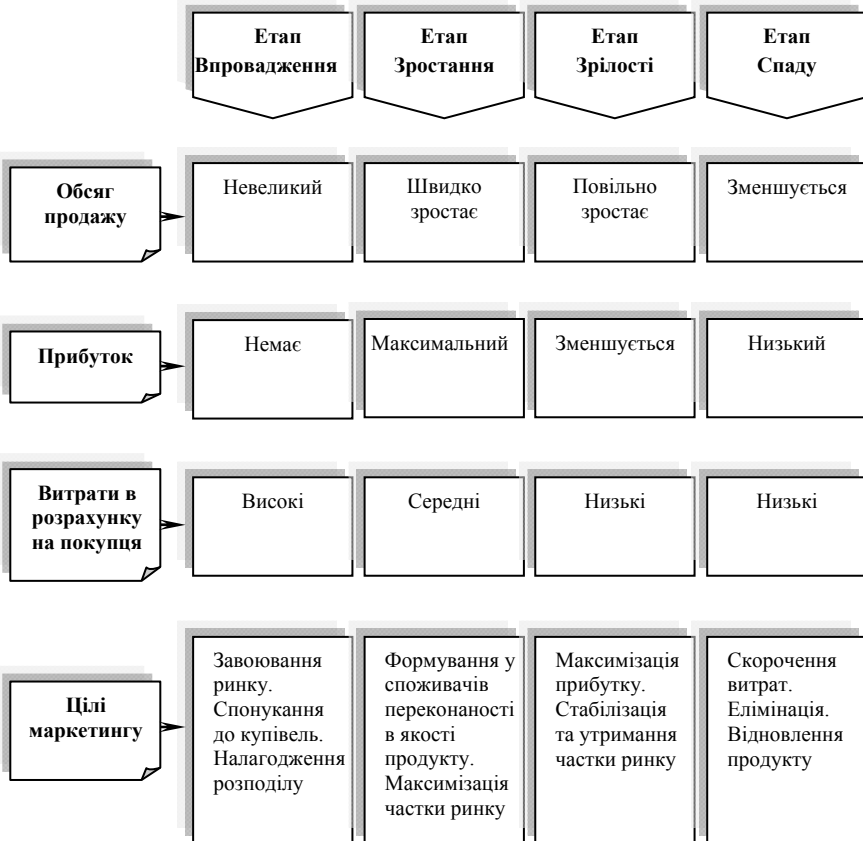 Етап
Впровадження
Етап
Зростання
Етап
Зрілості
Етап
Спаду
Обсяг
продажу
Невеликий
Швидко
зростає
Повільно
зростає
Зменшується
Прибуток
Немає
Максимальний
Зменшується
Низький
Витрати в
розрахунку
на покупця
Високі
Середні
Низькі
Низькі
Цілі
маркетингу
Завоювання
ринку.
Спонукання
до купівель.
Налагодження
розподілу
Формування у
споживачів
переконаності
в якості
продукту.
Максимізація
частки ринку
Максимізація
прибутку.
Стабілізація
та утримання
частки ринку
Скорочення
витрат.
Елімінація.
Відновлення
продукту